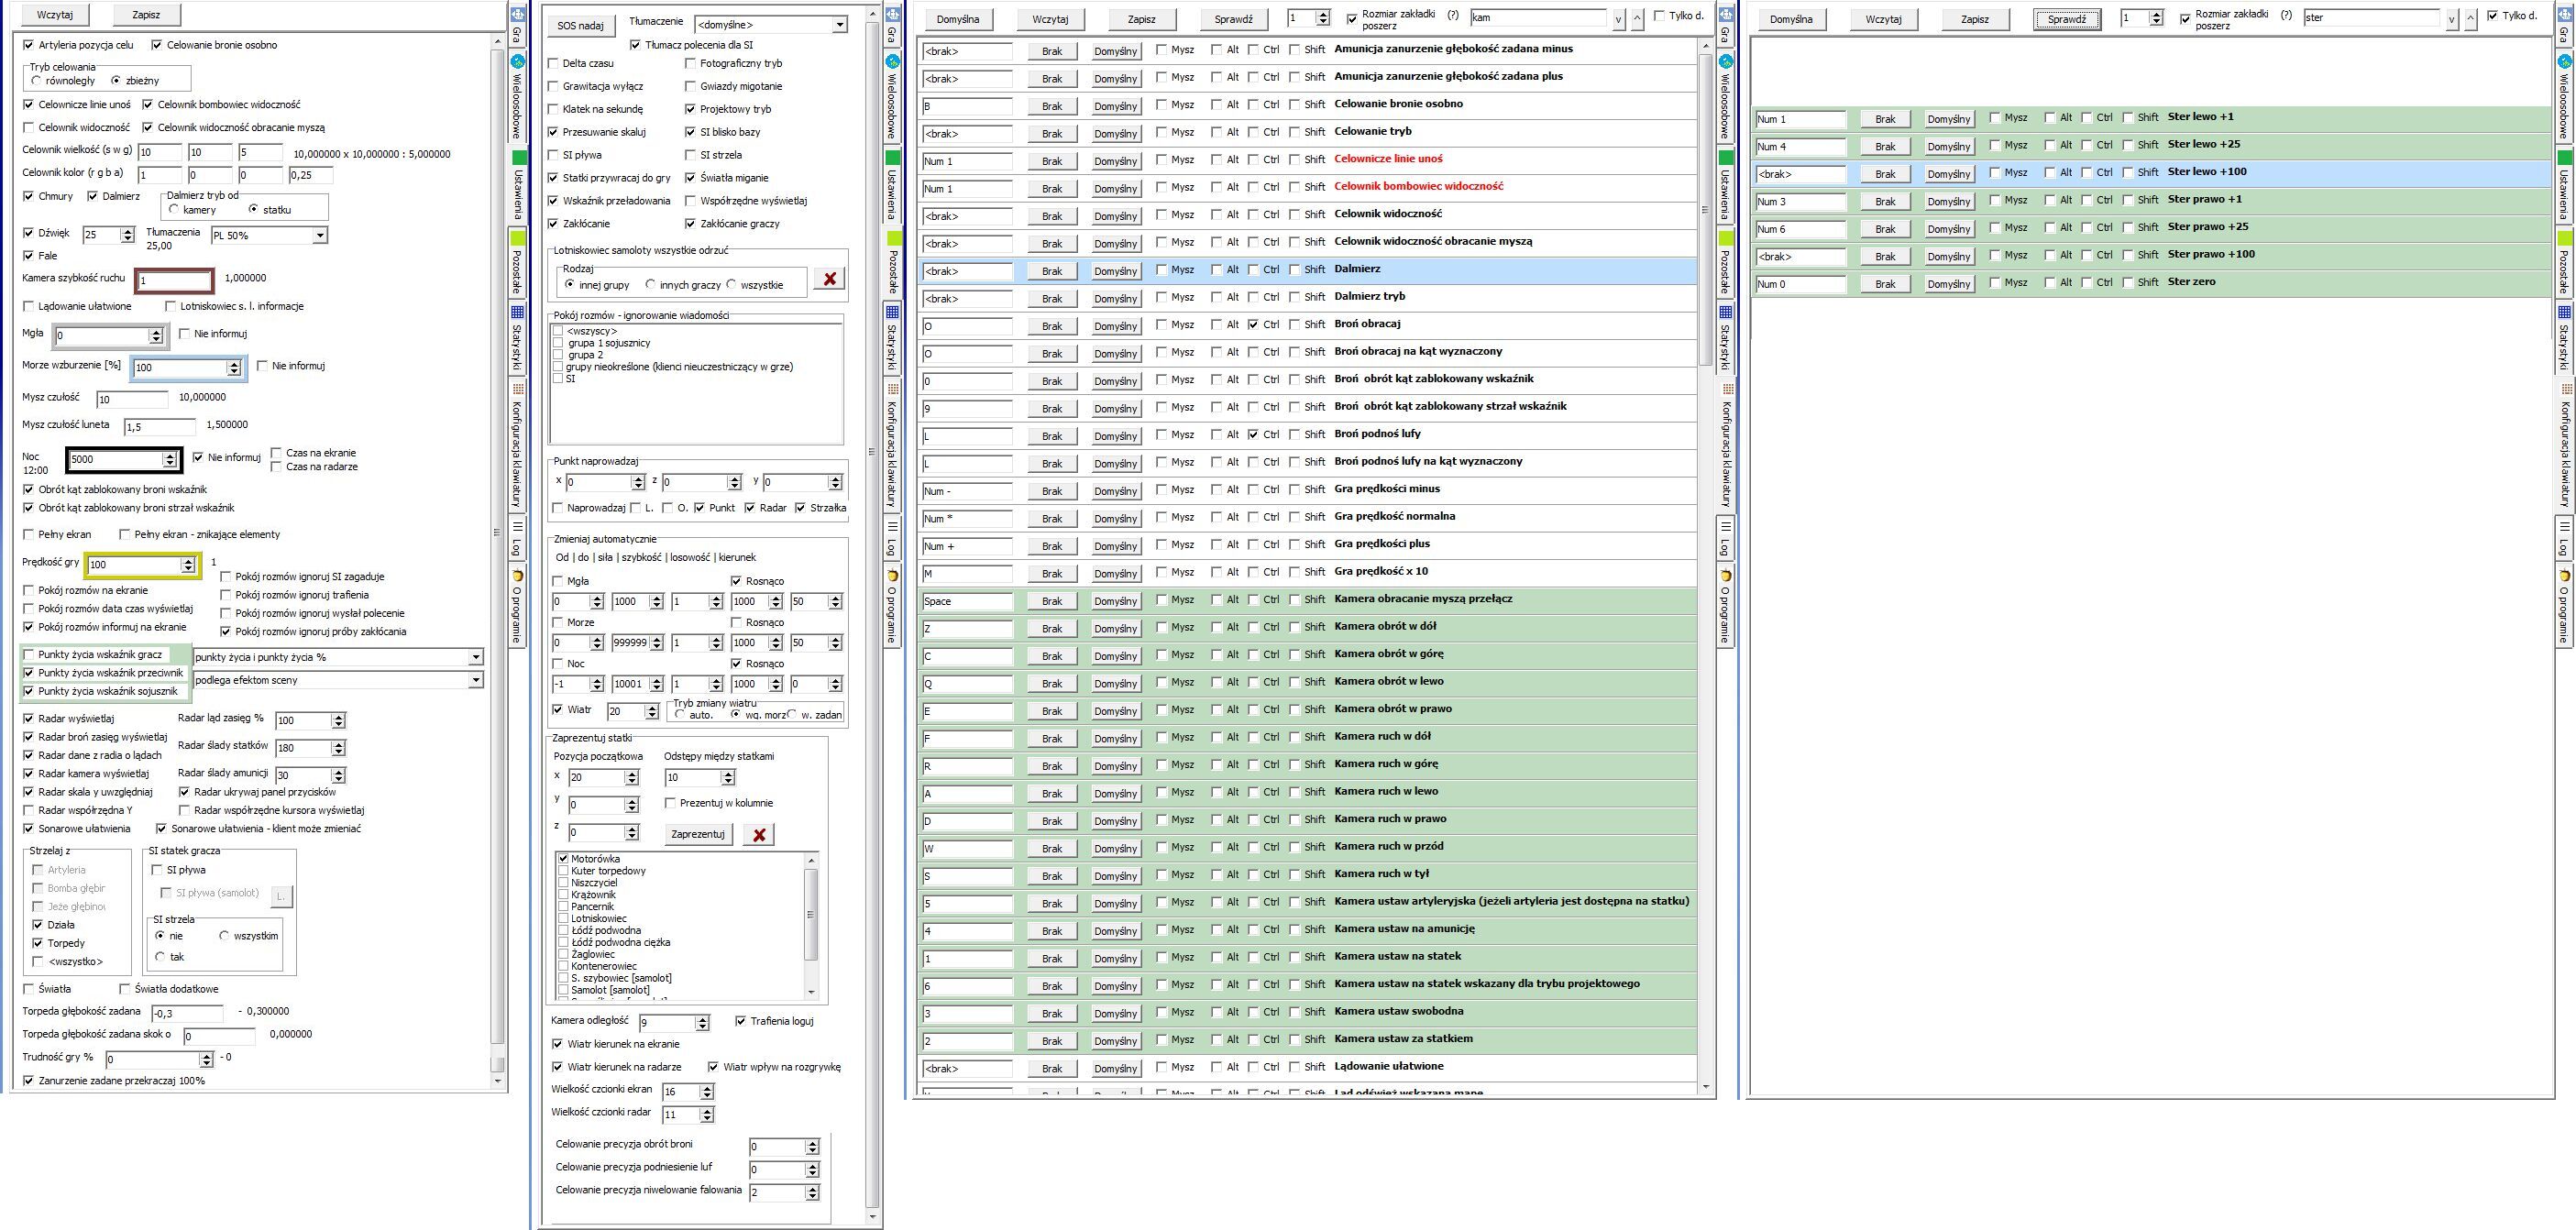 Wczytaj Zapisz
Artyleria pozycja celu Celowanie bronie osobno
Tryb celowania
równoległy zbieżny
Celownicze linie unoś Celownik bombowiec widoczność
Celownik widoczność Celownik widoczność obracanie myszą
Celownik wielkość (s w g) 10 10 5 10,000000 x 10,000000 : 5,000000
Celownik kolor (r g b a) 1 0 0 0,25
Chmury Dalmierz Dalmierz tryb od
kamery statku
Dźwięk 25 Tłumaczenia PL 50%
25,00
Fale
Kamera szybkość ruchu 1 1,000000
Lądowanie ułatwione Lotniskowiec s. l. informacje
Mgła 0 Nie informuj
Morze wzburzenie [%] 100 Nie informuj
Mysz czułość 10 10,000000
Mysz czułość luneta 1,5 1,500000
Noc 5000 Nie informuj Czas na ekranie
12:00 Czas na radarze
Obrót kąt zablokowany broni wskaźnik
Obrót kąt zablokowany broni strzał wskaźnik
Pełny ekran Pełny ekran - znikające elementy
Prędkość gry 100 1
Pokój rozmów ignoruj SI zagaduje
Pokój rozmów na ekranie
Pokój rozmów ignoruj trafienia
Pokój rozmów data czas wyświetlaj
Pokój rozmów ignoruj wysłał polecenie
Pokój rozmów informuj na ekranie
Pokój rozmów ignoruj próby zakłócania
Punkty życia wskaźnik gracz punkty życia i punkty życia %
Punkty życia wskaźnik przeciwnik
podlega efektom sceny
Punkty życia wskaźnik sojusznik
Radar wyświetlaj Radar ląd zasięg % 100
Radar broń zasięg wyświetlaj
Radar ślady statków 180
Radar dane z radia o lądach
Radar kamera wyświetlaj Radar ślady amunicji 30
Radar skala y uwzględniaj Radar ukrywaj panel przycisków
Radar współrzędna Y Radar współrzędne kursora wyświetlaj
Sonarowe ułatwienia Sonarowe ułatwienia - klient może zmieniać
Strzelaj z SI statek gracza
Artyleria SI pływa
Bomba głębir SI pływa (samolot) L.
Jeże głębinou
Działa SI strzela
Torpedy nie wszystkim
<wszystko> tak
Światła Światła dodatkowe
Torpeda głębokość zadana -0,3 - 0,300000
Torpeda głębokość zadana skok o 0 0,000000
Trudność gry % 0 - 0
Zanurzenie zadane przekraczaj 100%
Gra
Wieloosobowe
Ustawienia
Pozostałe
Statystyki
Konfiguracja klawiatury
Log
O programie
SOS nadaj Tłumaczenie <domyślne>
Tłumacz polecenia dla SI
Delta czasu Fotograficzny tryb
Grawitacja wyłącz Gwiazdy migotanie
Klatek na sekundę Projektowy tryb
Przesuwanie skaluj SI blisko bazy
SI pływa SI strzela
Statki przywracaj do gry Światła miganie
Wskaźnik przeładowania Współrzędne wyświetlaj
Zakłócanie Zakłócanie graczy
Lotniskowiec samoloty wszystkie odrzuć
Rodzaj
innej grupy innych graczy wszystkie
Pokój rozmów - ignorowanie wiadomości
<wszyscy>
grupa 1 sojusznicy
grupa 2
grupy nieokreślone (klienci nieuczestniczący w grze)
SI
Punkt naprowadzaj
x 0 z 0 y 0
Naprowadzaj L. O. Punkt Radar Strzałka
Zmieniaj automatycznie
Od | do | siła | szybkość | losowość | kierunek
Mgła Rosnąco
0 1000 1 1000 50
Morze Rosnąco
0 999999 1 1000 50
Noc Rosnąco
-1 10001 1 1000 0
Wiatr 20 Tryb zmiany wiatru
auto. wg. morz w. zadan
Zaprezentuj statki
Pozycja początkowa Odstępy między statkami
x 20 10
y 0 Prezentuj w kolumnie
z 0 Zaprezentuj
Motorówka
Kuter torpedowy
Niszczyciel
Krążownik
Pancernik
Lotniskowiec
Łódź podwodna
Łódź podwodna ciężka
Żaglowiec
Kontenerowiec
S. szybowiec [samolot]
Samolot [samolot]
Kamera odległość 9 Trafienia loguj
Wiatr kierunek na ekranie
Wiatr kierunek na radarze Wiatr wpływ na rozgrywkę
Wielkość czcionki ekran 16
Wielkość czcionki radar 11
Celowanie precyzja obrót broni 0
Celowanie precyzja podniesienie luf 0
Celowanie precyzja niwelowanie falowania 2
Gra
Wieloosobowe
Ustawienia
Pozostałe
Statystyki
Konfiguracja klawiatury
Log
O programie
Domyślna Wczytaj Zapisz Sprawdź 1 Rozmiar zakładki poszerz (?) kam v ^ Tylko d.
<brak> Brak Domyślny Mysz Alt Ctrl Shift Amunicja zanurzenie głębokość zadana minus
<brak> Brak Domyślny Mysz Alt Ctrl Shift Amunicja zanurzenie głębokość zadana plus
B Brak Domyślny Mysz Alt Ctrl Shift Celowanie bronie osobno
<brak> Brak Domyślny Mysz Alt Ctrl Shift Celowanie tryb
Num 1 Brak Domyślny Mysz Alt Ctrl Shift Celownicze linie unoś
Num 1 Brak Domyślny Mysz Alt Ctrl Shift Celownik bombowiec widoczność
<brak> Brak Domyślny Mysz Alt Ctrl Shift Celownik widoczność
<brak> Brak Domyślny Mysz Alt Ctrl Shift Celownik widoczność obracanie myszą
<brak> Brak Domyślny Mysz Alt Ctrl Shift Dalmierz
<brak> Brak Domyślny Mysz Alt Ctrl Shift Dalmierz tryb
O Brak Domyślny Mysz Alt Ctrl Shift Broń obracaj
O Brak Domyślny Mysz Alt Ctrl Shift Broń obracaj na kąt wyznaczony
0 Brak Domyślny Mysz Alt Ctrl Shift Broń obrót kąt zablokowany wskaźnik
9 Brak Domyślny Mysz Alt Ctrl Shift Broń obrót kąt zablokowany strzał wskaźnik
L Brak Domyślny Mysz Alt Ctrl Shift Broń podnoś lufy
L Brak Domyślny Mysz Alt Ctrl Shift Broń podnoś lufy na kąt wyznaczony
Num - Brak Domyślny Mysz Alt Ctrl Shift Gra prędkości minus
Num * Brak Domyślny Mysz Alt Ctrl Shift Gra prędkość normalna
Num + Brak Domyślny Mysz Alt Ctrl Shift Gra prędkości plus
M Brak Domyślny Mysz Alt Ctrl Shift Gra prędkość x 10
Space Brak Domyślny Mysz Alt Ctrl Shift Kamera obracanie myszą przełącz
Z Brak Domyślny Mysz Alt Ctrl Shift Kamera obrót w dół
C Brak Domyślny Mysz Alt Ctrl Shift Kamera obrót w górę
Q Brak Domyślny Mysz Alt Ctrl Shift Kamera obrót w lewo
E Brak Domyślny Mysz Alt Ctrl Shift Kamera obrót w prawo
F Brak Domyślny Mysz Alt Ctrl Shift Kamera ruch w dół
R Brak Domyślny Mysz Alt Ctrl Shift Kamera ruch w górę
A Brak Domyślny Mysz Alt Ctrl Shift Kamera ruch w lewo
D Brak Domyślny Mysz Alt Ctrl Shift Kamera ruch w prawo
W Brak Domyślny Mysz Alt Ctrl Shift Kamera ruch w przód
S Brak Domyślny Mysz Alt Ctrl Shift Kamera ruch w tył
5 Brak Domyślny Mysz Alt Ctrl Shift Kamera ustaw artyleryjska (jeżeli artyleria jest dostępna na statku)
4 Brak Domyślny Mysz Alt Ctrl Shift Kamera ustaw na amunicję
1 Brak Domyślny Mysz Alt Ctrl Shift Kamera ustaw na statek
6 Brak Domyślny Mysz Alt Ctrl Shift Kamera ustaw na statek wskazany dla trybu projektowego
3 Brak Domyślny Mysz Alt Ctrl Shift Kamera ustaw swobodna
2 Brak Domyślny Mysz Alt Ctrl Shift Kamera ustaw za statkiem
<brak> Brak Domyślny Mysz Alt Ctrl Shift Lądowanie ułatwione
Gra
Wieloosobowe
Ustawienia
Pozostałe
Statystyki
Konfiguracja klawiatury
Log
O programie
Domyślna Wczytaj Zapisz Sprawdź 1 Rozmiar zakładki poszerz (?) ster v ^ Tylko d.
Num 1 Brak Domyślny Mysz Alt Ctrl Shift Ster lewo +1
Num 4 Brak Domyślny Mysz Alt Ctrl Shift Ster lewo +25
<brak> Brak Domyślny Mysz Alt Ctrl Shift Ster lewo +100
Num 3 Brak Domyślny Mysz Alt Ctrl Shift Ster prawo +1
Num 6 Brak Domyślny Mysz Alt Ctrl Shift Ster prawo +25
<brak> Brak Domyślny Mysz Alt Ctrl Shift Ster prawo +100
Num 0 Brak Domyślny Mysz Alt Ctrl Shift Ster zero
Gra
Wieloosobowe
Ustawienia
Pozostałe
Statystyki
Konfiguracja klawiatury
Log
O programie